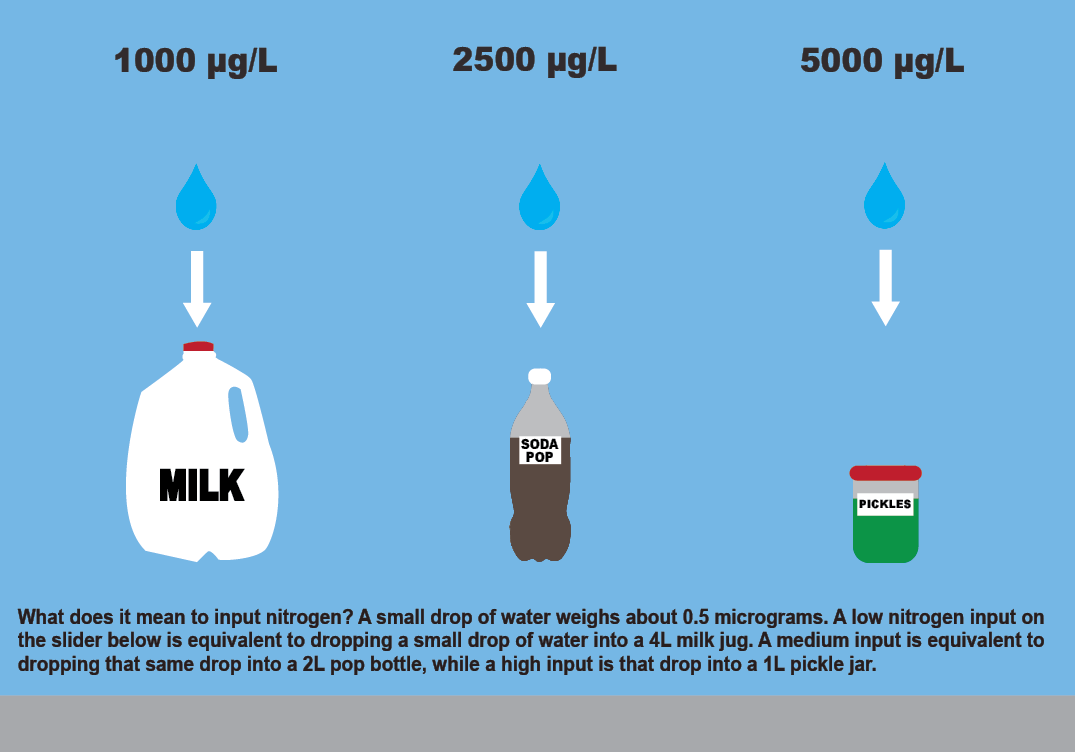 1000 µg/L
2500 µg/L
5000 µg/L
MILK
SODA
POP
PICKLES
What does it mean to input nitrogen? A small drop of water weighs about 0.5 micrograms. A low nitrogen input on
the slider below is equivalent to dropping a small drop of water into a 4L milk jug. A medium input is equivalent to
dropping that same drop into a 2L pop bottle, while a high input is that drop into a 1L pickle jar.